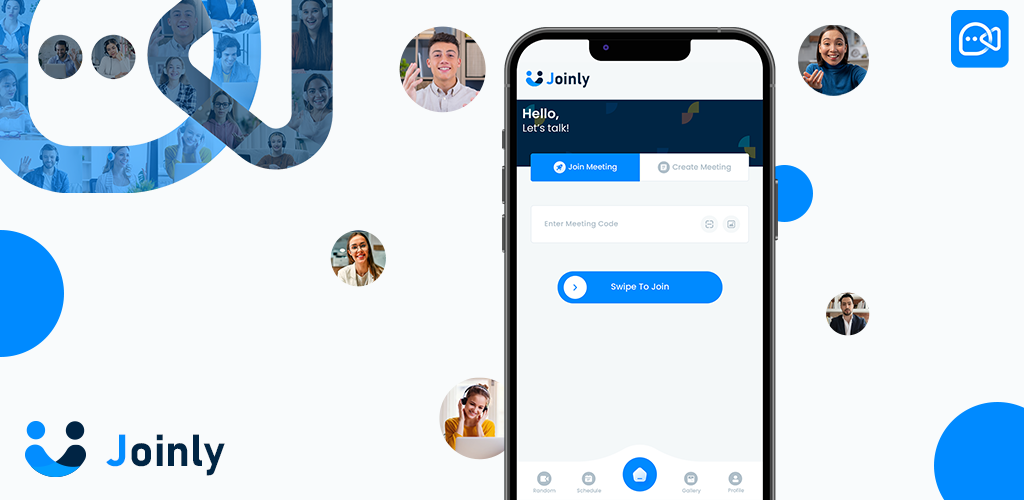 Joinly
Hello,
Let's talk!
Join Meeting
Create Meeting
Enter Meeting Code
Swipe To Join
Random
Schedule
Gallery
Profile
Joinly